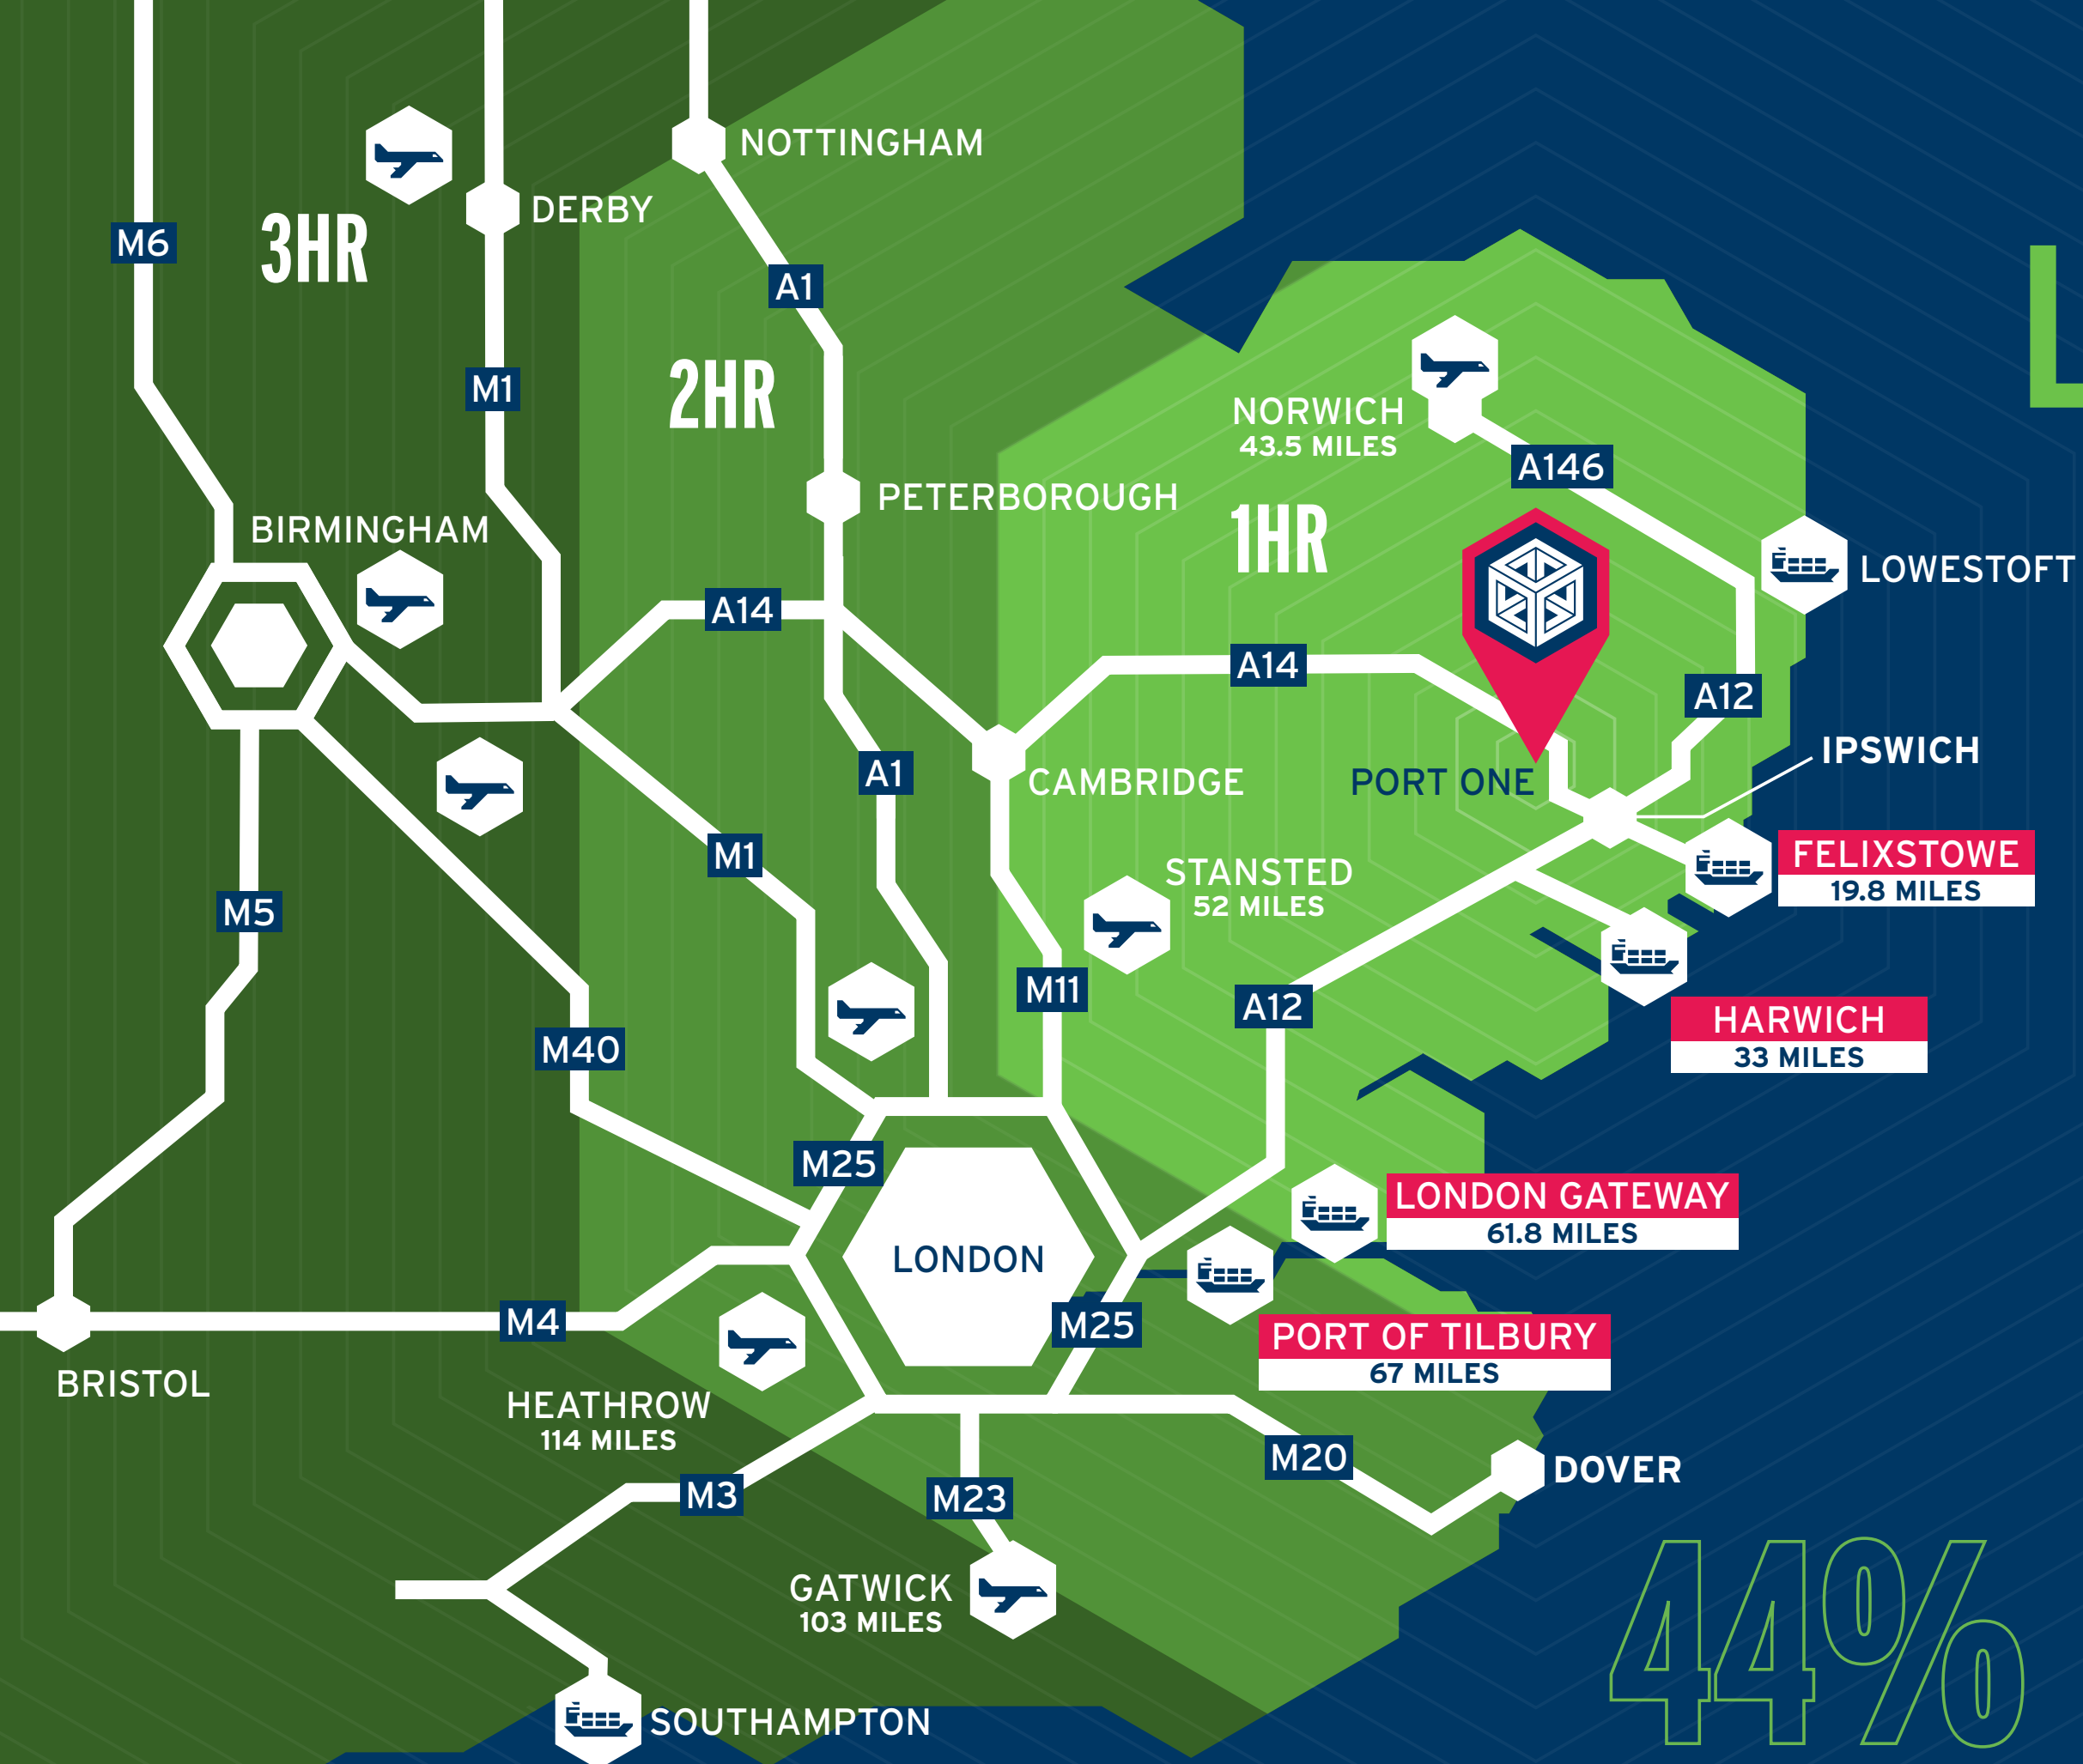 NOTTINGHAM
DERBY
M6
3HR
A1
M1
2HR
NORWICH
43.5 MILES
A146
PETERBOROUGH
BIRMINGHAM
1HR
LOWESTOFT
A14
A14
A12
IPSWICH
A1
CAMBRIDGE
PORT ONE
M1
STANSTED
52 MILES
FELIXSTOWE
19.8 MILES
M5
M11
A12
HARWICH
33 MILES
M40
M25
LONDON GATEWAY
61.8 MILES
LONDON
M4
M25
PORT OF TILBURY
67 MILES
BRISTOL
HEATHROW
114 MILES
M20
DOVER
M3
M23
GATWICK
103 MILES
44%
SOUTHAMPTON
L